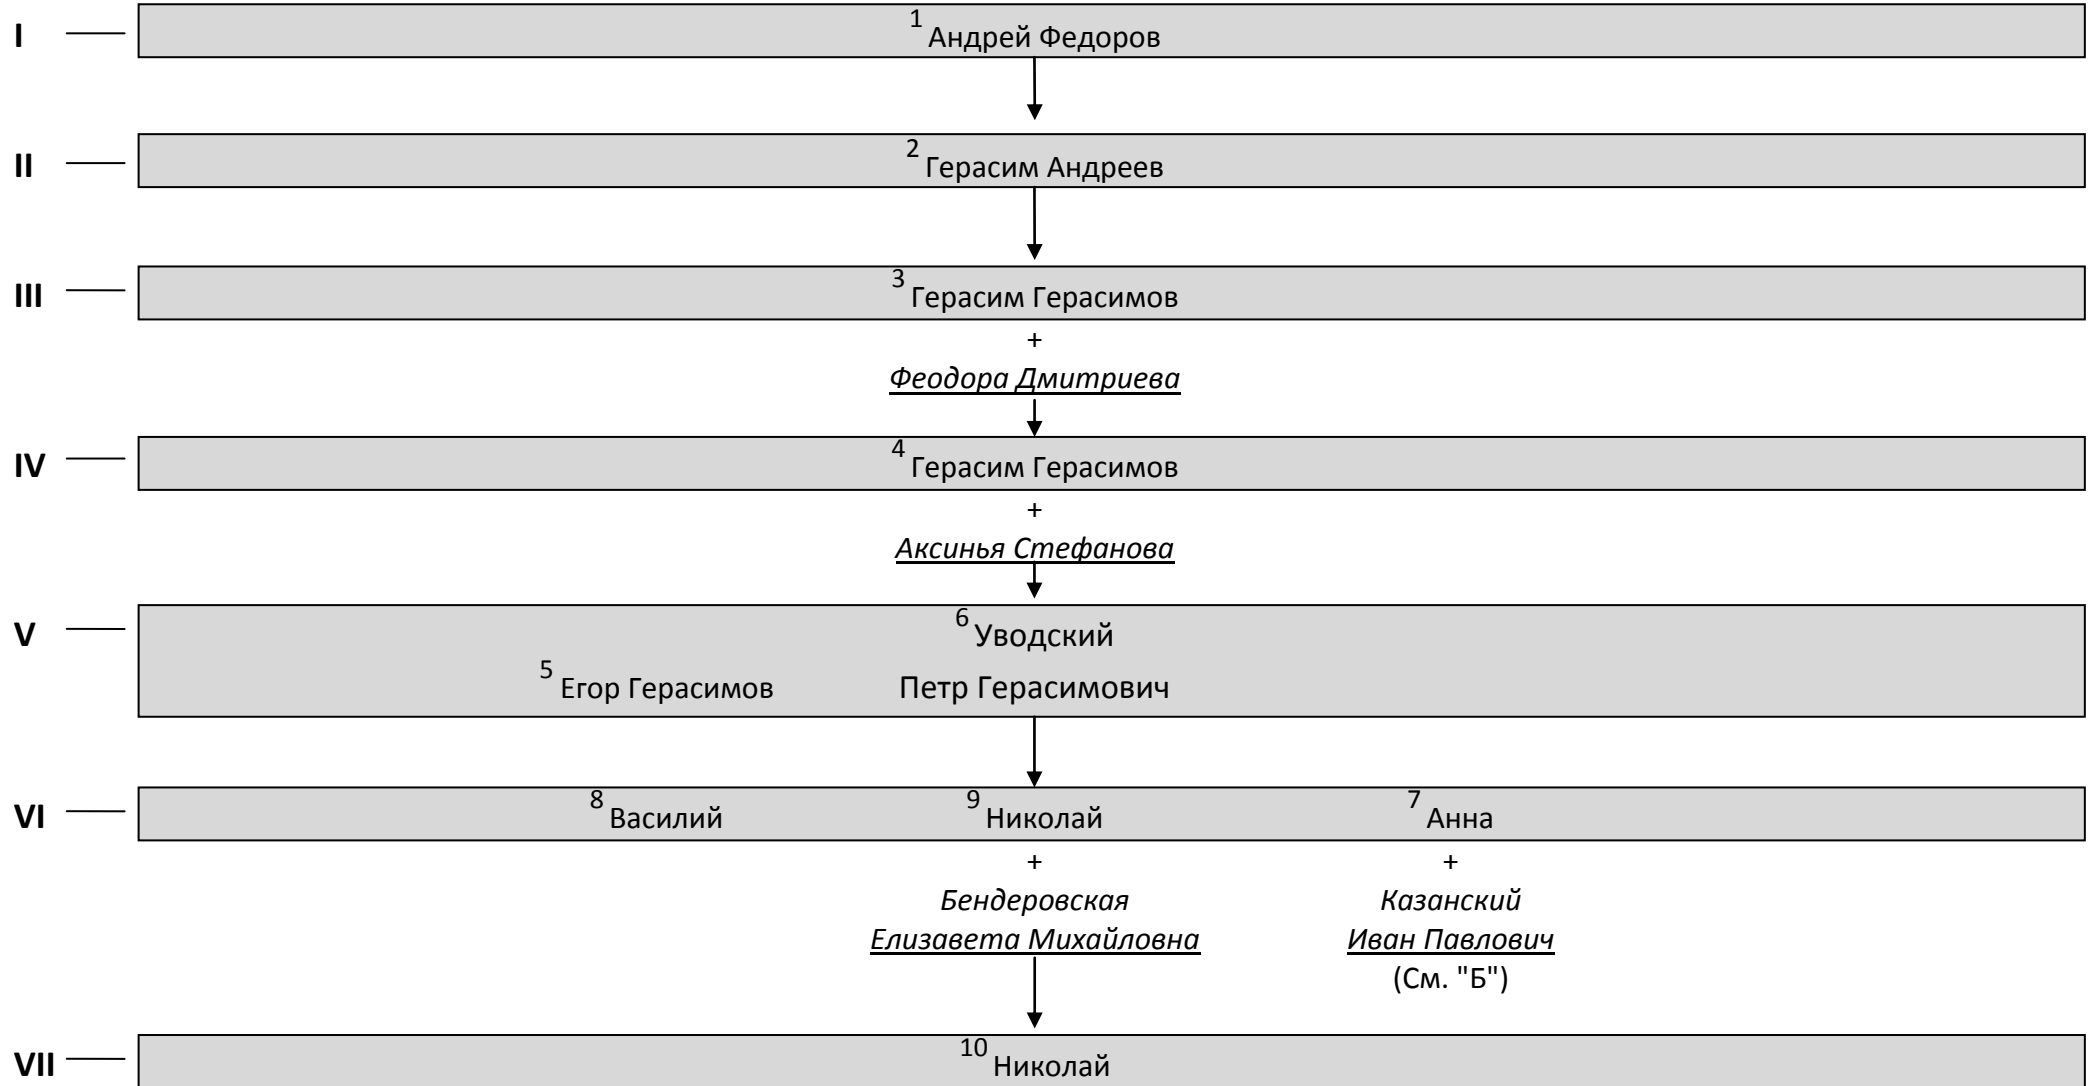 I
1 Андрей Федоров
II
2 Герасим Андреев
III
3 Герасим Герасимов
+
Феодора Дмитриева
IV
4 Герасим Герасимов
+
Аксинья Стефанова
V
6 Уводский
5 Егор Герасимов Петр Герасимович
VI
8 Василий 9 Николай 7 Анна
+ +
Бендеровская Казанский
Елизавета Михайловна Иван Павлович
(См. "Б")
VII
10 Николай